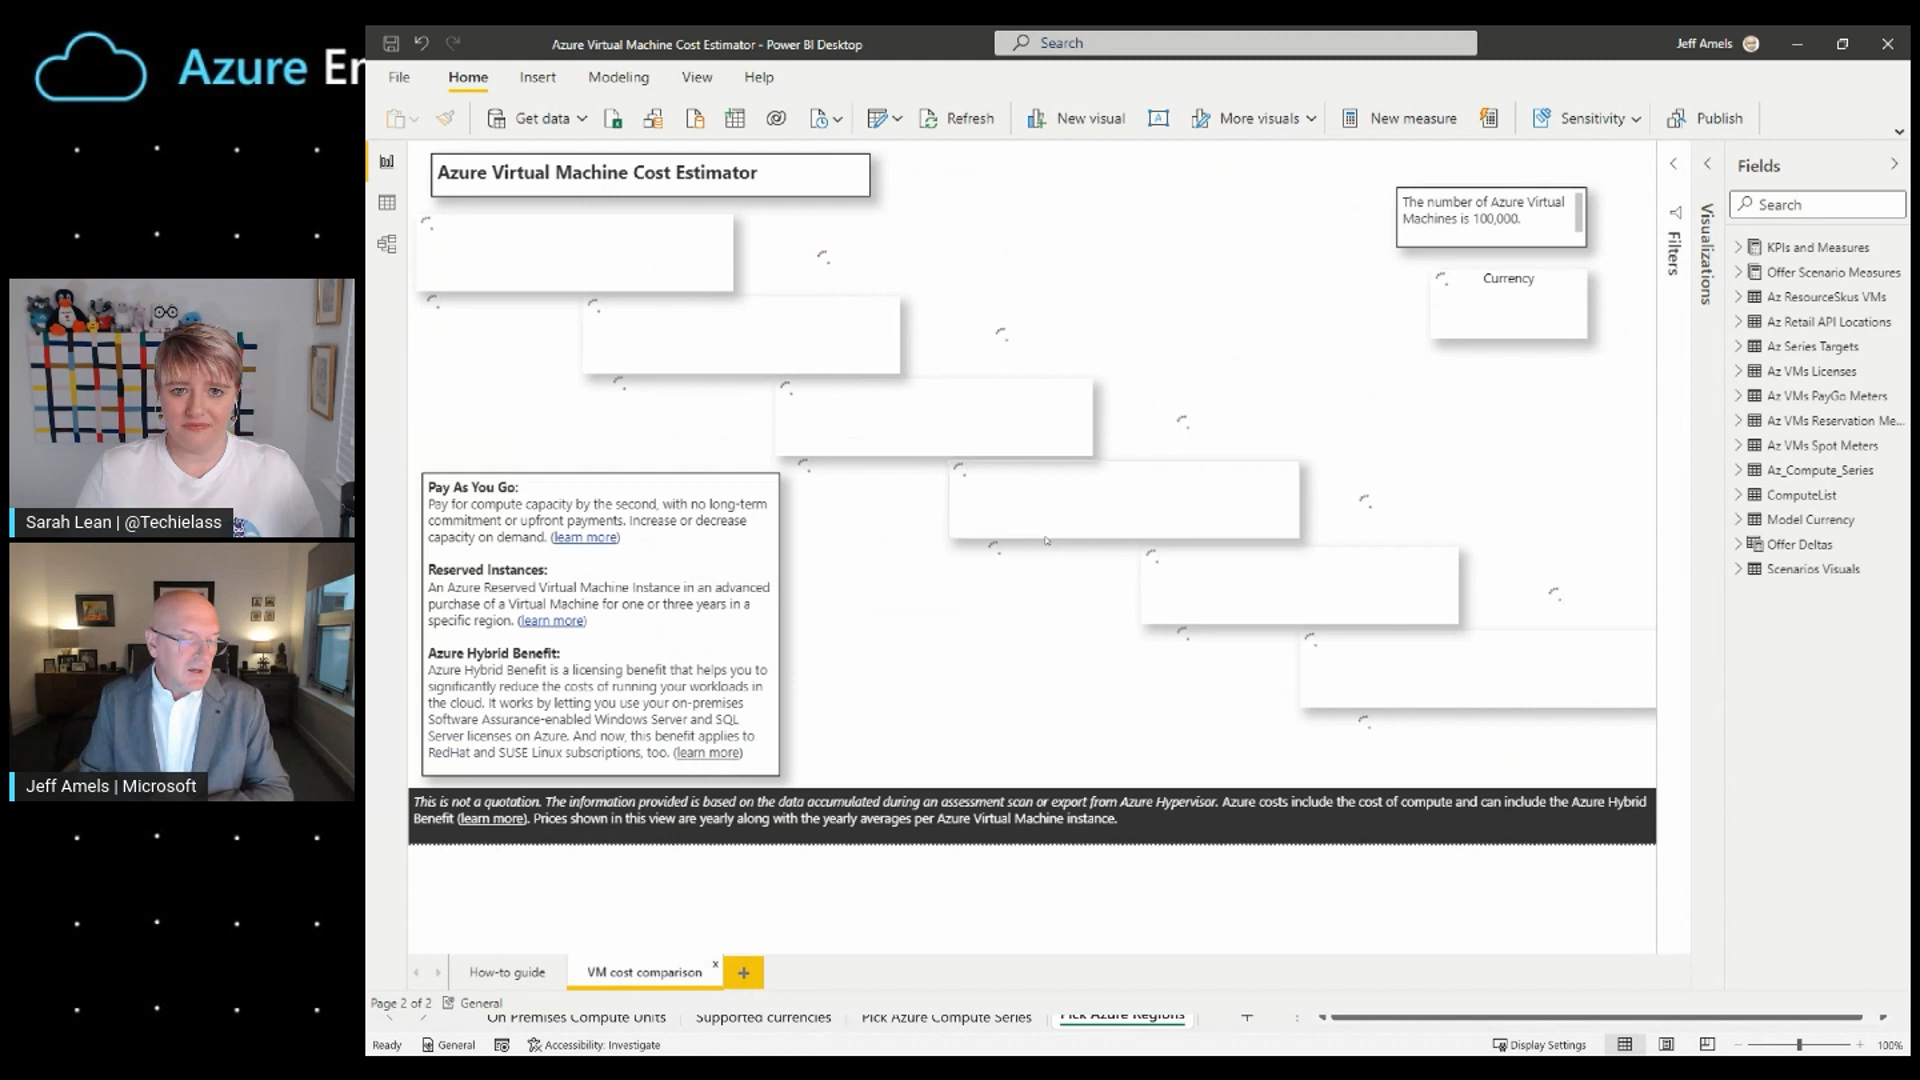 Azure En
Azure Virtual Machine Cost Estimator - Power BI Desktop
Search
Jeff Amels
File
Home
Insert
Modeling
View
Help
Get data
Refresh
New visual
More visuals
New measure
Sensitivity
Publish
Azure Virtual Machine Cost Estimator
The number of Azure Virtual
Machines is 100,000.
Currency
Filters
Visualizations
Fields
Search
KPIs and Measures
Offer Scenario Measures
Az ResourceSkus VMs
Az Retail API Locations
Az Series Targets
Az VMs Licenses
Az VMs PayGo Meters
Az VMs Reservation Me...
Az VMs Spot Meters
Az_Compute_Series
ComputeList
Model Currency
Offer Deltas
Scenarios Visuals
Sarah Lean | @Techielass
Jeff Amels | Microsoft
Pay As You Go:
Pay for compute capacity by the second, with no long-term
commitment or upfront payments. Increase or decrease
capacity on demand. (learn more)
Reserved Instances:
An Azure Reserved Virtual Machine Instance in an advanced
purchase of a Virtual Machine for one or three years in a
specific region. (learn more)
Azure Hybrid Benefit:
Azure Hybrid Benefit is a licensing benefit that helps you to
significantly reduce the costs of running your workloads in
the cloud. It works by letting you use your on-premises
Software Assurance-enabled Windows Server and SQL
Server licenses on Azure. And now, this benefit applies to
RedHat and SUSE Linux subscriptions, too. (learn more)
This is not a quotation. The information provided is based on the data accumulated during an assessment scan or export from Azure Hypervisor. Azure costs include the cost of compute and can include the Azure Hybrid
Benefit (learn more). Prices shown in this view are yearly along with the yearly averages per Azure Virtual Machine instance.
How-to guide
VM cost comparison
x
+
Page 2 of 2
General
On Premises Compute Units
Supported currencies
Pick Azure Compute Series
Pick Azure Regions
Ready
General
Accessibility: Investigate
Display Settings
100%